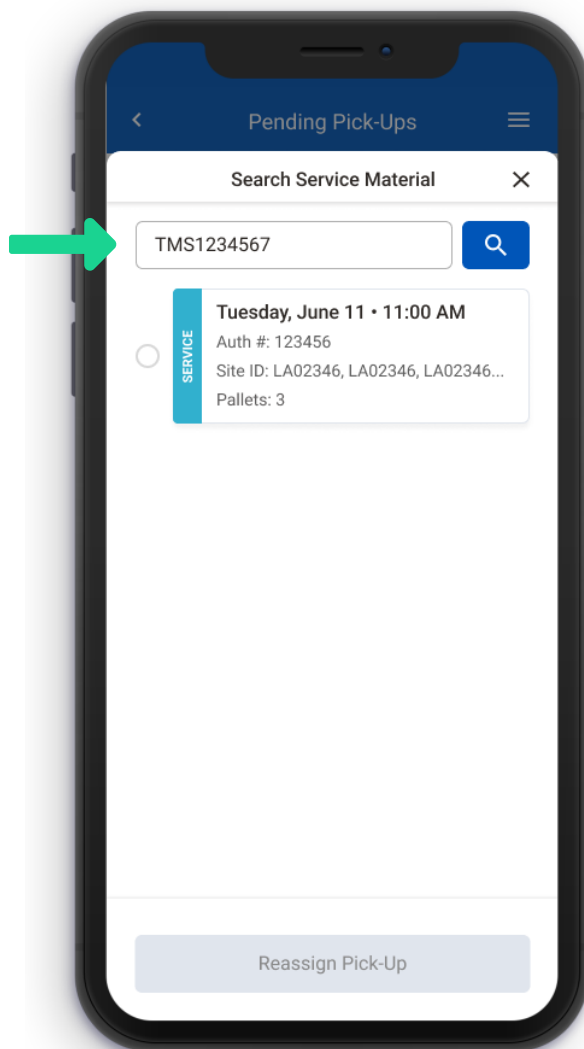 Pending Pick-Ups
Search Service Material
TMS1234567
SERVICE
Tuesday, June 11 • 11:00 AM
Auth #: 123456
Site ID: LA02346, LA02346, LA02346...
Pallets: 3
Reassign Pick-Up